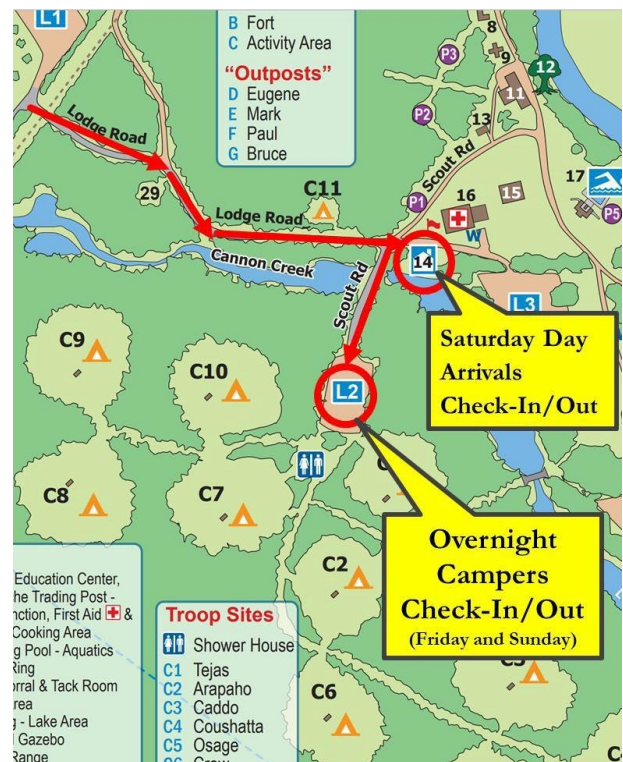 L1
B Fort
C Activity Area
"Outposts"
D Eugene
E Mark
F Paul
G Bruce
8
P3
9
12
11
P2
13
Lodge Road
Scout Rd
29
C11
P1
16
15
17
P5
Lodge Road
W
Cannon Creek
14
Scout Rd
L3
Saturday Day
Arrivals
Check-In/Out
C9
C10
L2
C8
C7
Overnight
Campers
Check-In/Out
(Friday and Sunday)
C2
C6
Education Center,
he Trading Post -
nction, First Aid &
Cooking Area
g Pool - Aquatics
Ring
orral & Tack Room
rea
g - Lake Area
Gazebo
Range
Troop Sites
Shower House
C1 Tejas
C2 Arapaho
C3 Caddo
C4 Coushatta
C5 Osage